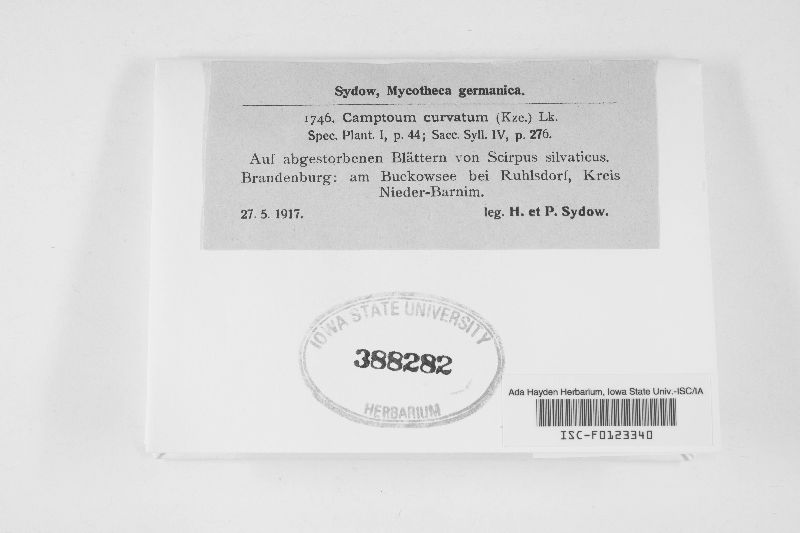 Sydow, Mycotheca germanica.
1746. Camptoum curvatum (Kze.) Lk.
Spec. Plant. I, p. 44; Sacc. Syll. IV, p. 276.
Auf abgestorbenen Blättern von Scirpus silvaticus.
Brandenburg: am Buckowsee bei Ruhlsdorf, Kreis
Nieder-Barnim.
27. 5. 1917. leg. H. et P. Sydow.
IOWA STATE UNIVERSITY
388282
HERBARIUM
Ada Hayden Herbarium, Iowa State Univ.-ISC/IA
ISC-F0123340